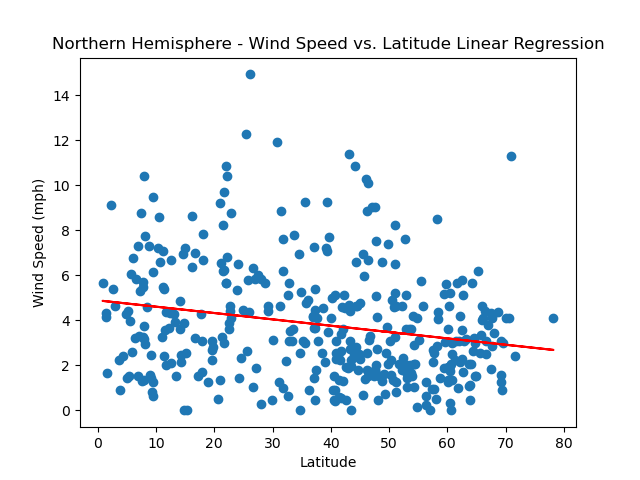 Northern Hemisphere - Wind Speed vs. Latitude Linear Regression
14
12
10
8
6
4
2
0
Wind Speed (mph)
0 10 20 30 40 50 60 70 80
Latitude